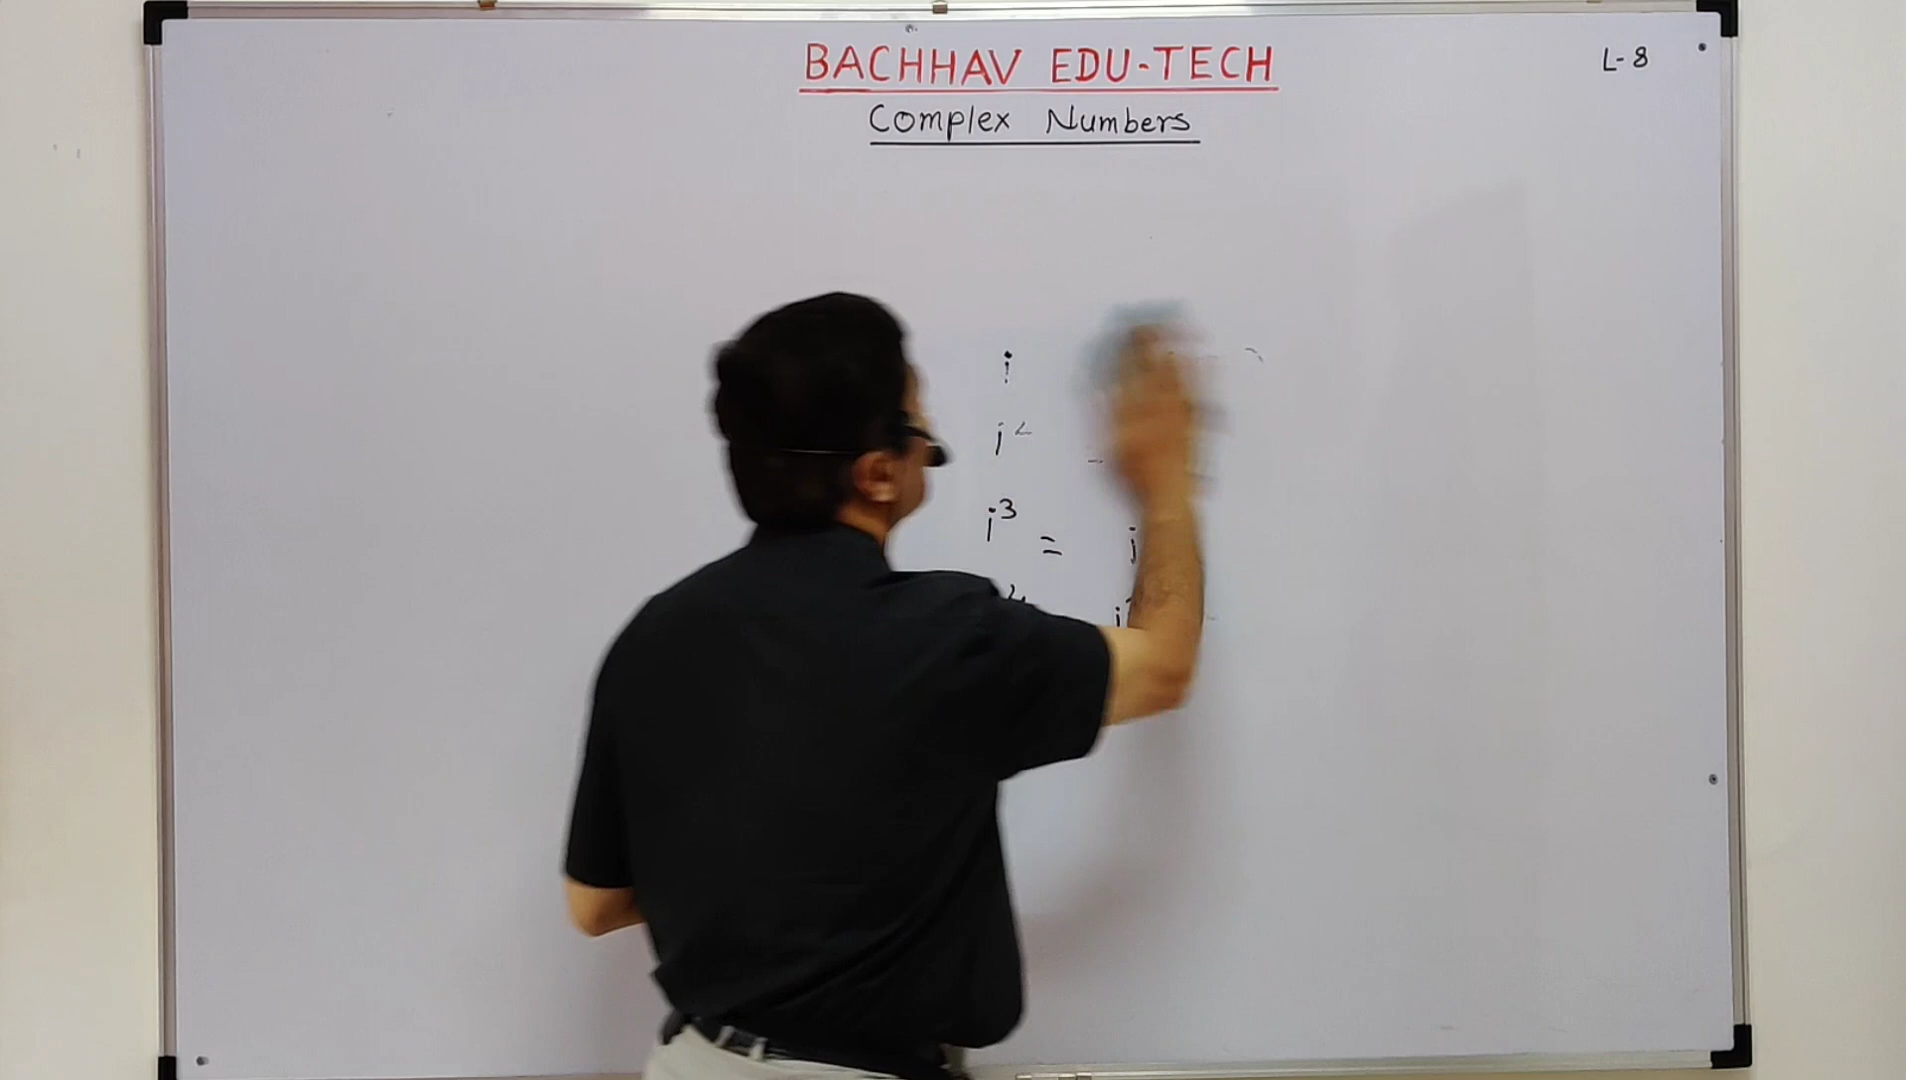 BACHHAV EDU-TECH L-8
Complex Numbers
i
i²
i³ = i